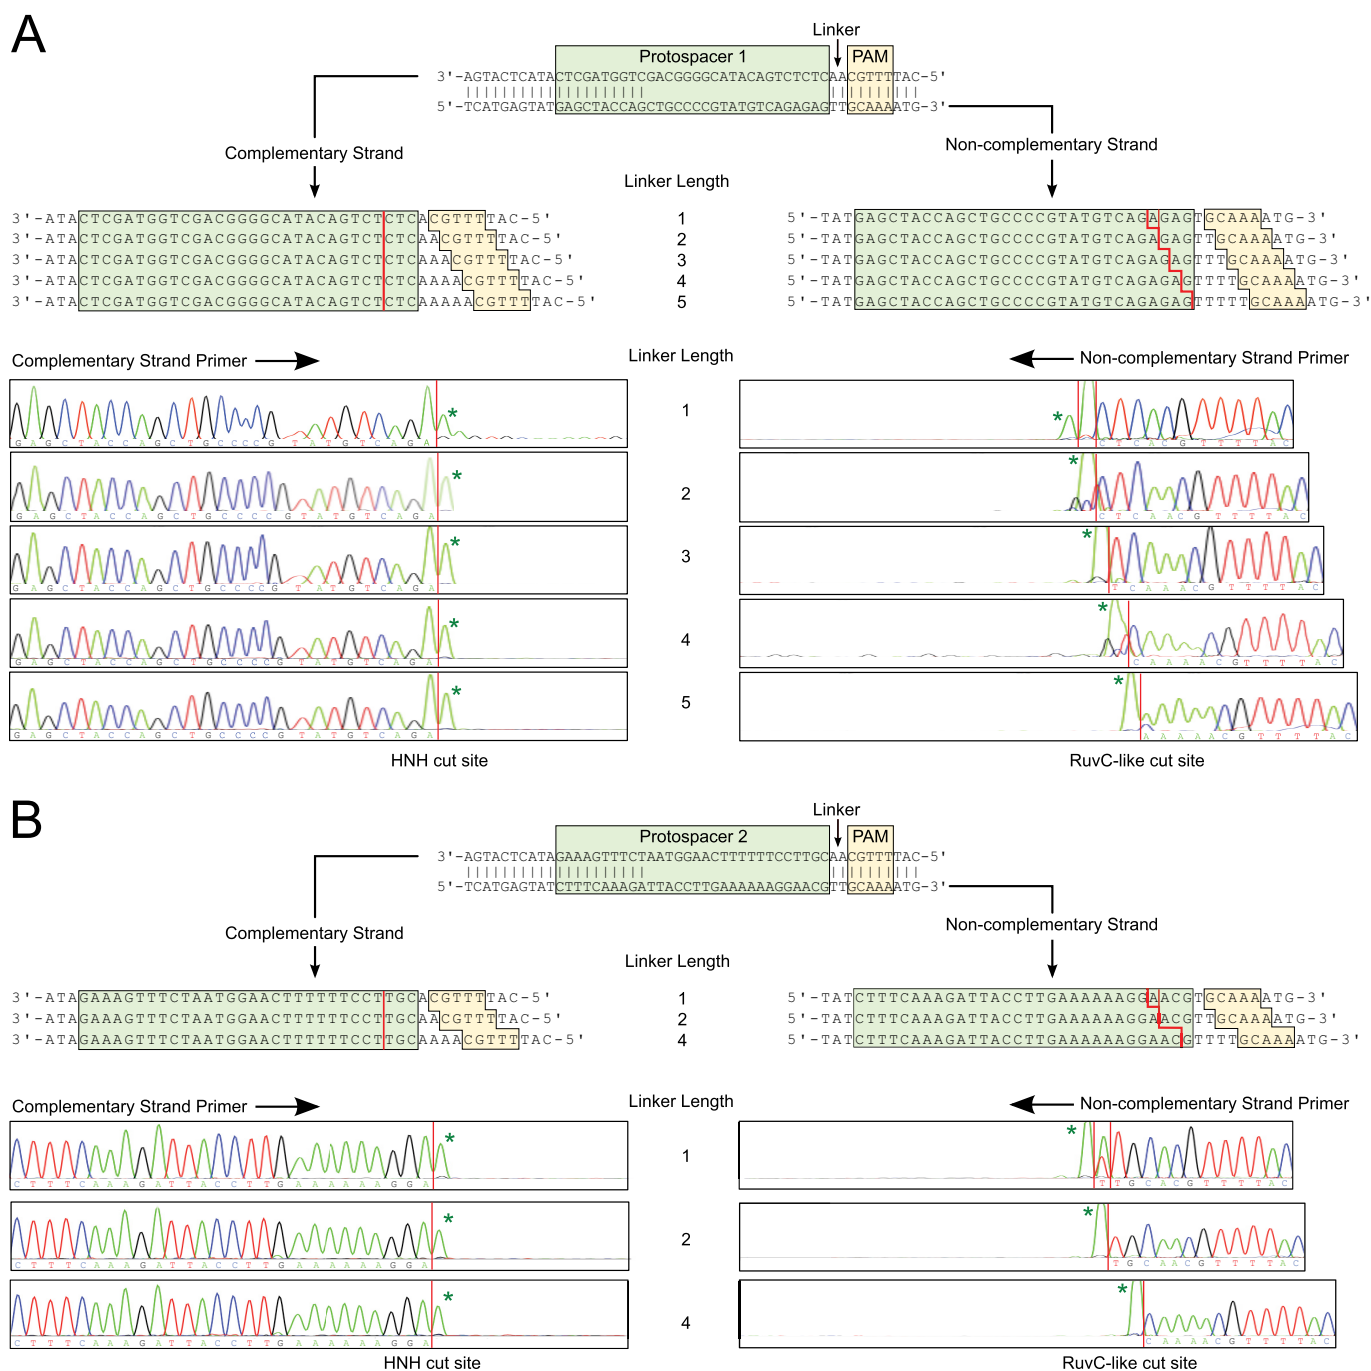 A
Linker
Protospacer 1
PAM
3'-AGTACTCATACTCGATGGTCGACGGGGCATACAGTCTCTCAACGTTTTAC-5'
5'-TCATGAGTATGAGCTACCAGCTGCCCCGTATGTCAGAGAGTTGCAAAATG-3'
Complementary Strand
Non-complementary Strand
Linker Length
3'-ATACTCGATGGTCGACGGGGCATACAGTCTCTCACGTTTTAC-5'
1
5'-TATGAGCTACCAGCTGCCCCGTATGTCAGAGAGTGCAAAATG-3'
3'-ATACTCGATGGTCGACGGGGCATACAGTCTCTCAACGTTTTAC-5'
2
5'-TATGAGCTACCAGCTGCCCCGTATGTCAGAGAGTTGCAAAATG-3'
3'-ATACTCGATGGTCGACGGGGCATACAGTCTCTCAAACGTTTTAC-5'
3
5'-TATGAGCTACCAGCTGCCCCGTATGTCAGAGAGTTTGCAAAATG-3'
3'-ATACTCGATGGTCGACGGGGCATACAGTCTCTCAAAACGTTTTAC-5'
4
5'-TATGAGCTACCAGCTGCCCCGTATGTCAGAGAGTTTTGCAAAATG-3'
3'-ATACTCGATGGTCGACGGGGCATACAGTCTCTCAAAAACGTTTTAC-5'
5
5'-TATGAGCTACCAGCTGCCCCGTATGTCAGAGAGTTTTTGCAAAATG-3'
Complementary Strand Primer
Linker Length
Non-complementary Strand Primer
*
1
*
G A G C T A C C A G C T G C C C C G T A T G T C A G A
C T C A C G T T T T A C
*
2
*
G A G C T A C C A G C T G C C C C G T A T G T C A G A
C T C A A C G T T T T A C
*
3
*
G A G C T A C C A G C T G C C C C G T A T G T C A G A
T C A A A C G T T T T A C
*
4
*
G A G C T A C C A G C T G C C C C G T A T G T C A G A
C A A A A C G T T T T A C
*
5
*
G A G C T A C C A G C T G C C C C G T A T G T C A G A
A A A A A C G T T T T A C
HNH cut site
RuvC-like cut site
B
Linker
Protospacer 2
PAM
3'-AGTACTCATAGAAAGTTTCTAATGGAACTTTTTTCCTTGCAACGTTTTAC-5'
5'-TCATGAGTATCTTTCAAAGATTACCTTGAAAAAAGGAACGTTGCAAAATG-3'
Complementary Strand
Non-complementary Strand
Linker Length
3'-ATAGAAAGTTTCTAATGGAACTTTTTTCCTTGCACGTTTTAC-5'
1
5'-TATCTTTCAAAGATTACCTTGAAAAAAGGAACGTGCAAAATG-3'
3'-ATAGAAAGTTTCTAATGGAACTTTTTTCCTTGCAACGTTTTAC-5'
2
5'-TATCTTTCAAAGATTACCTTGAAAAAAGGAACGTTGCAAAATG-3'
3'-ATAGAAAGTTTCTAATGGAACTTTTTTCCTTGCAAAACGTTTTAC-5'
4
5'-TATCTTTCAAAGATTACCTTGAAAAAAGGAACGTTTTGCAAAATG-3'
Complementary Strand Primer
Linker Length
Non-complementary Strand Primer
*
1
*
C T T T C A A A G A T T A C C T T G A A A A A A G G A
T T G C A C G T T T T A C
*
2
*
C T T T C A A A G A T T A C C T T G A A A A A A G G A
T G C A A C G T T T T A C
*
4
*
C T T T C A A A G A T T A C C T T G A A A A A A G G A
C A A A A C G T T T T A C
HNH cut site
RuvC-like cut site